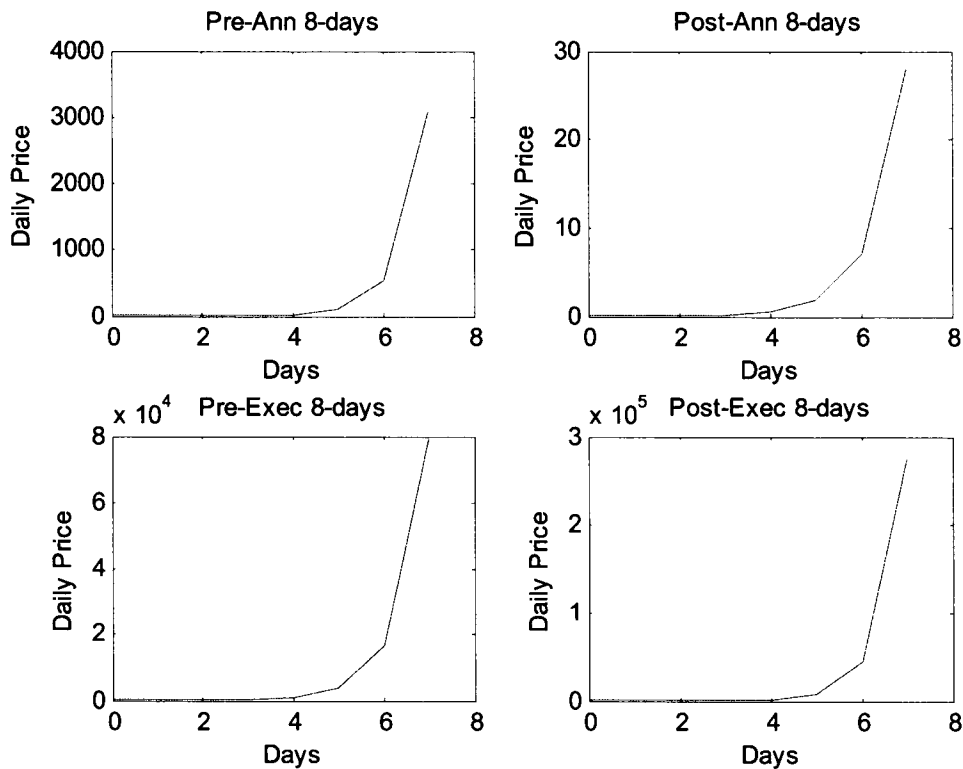 Pre-Ann 8-days
4000
3000
2000
1000
0
Daily Price
0 2 4 6 8
Days
Post-Ann 8-days
30
20
10
0
Daily Price
0 2 4 6 8
Days
x 10^4
Pre-Exec 8-days
8
6
4
2
0
Daily Price
0 2 4 6 8
Days
x 10^5
Post-Exec 8-days
3
2
1
0
Daily Price
0 2 4 6 8
Days